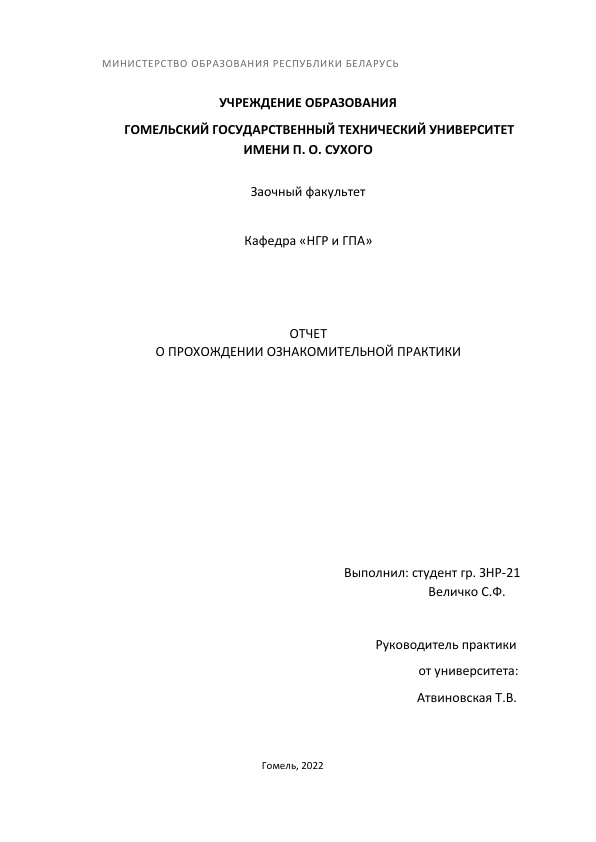 МИНИСТЕРСТВО ОБРАЗОВАНИЯ РЕСПУБЛИКИ БЕЛАРУСЬ
УЧРЕЖДЕНИЕ ОБРАЗОВАНИЯ
ГОМЕЛЬСКИЙ ГОСУДАРСТВЕННЫЙ ТЕХНИЧЕСКИЙ УНИВЕРСИТЕТ
ИМЕНИ П. О. СУХОГО
Заочный факультет
Кафедра «НГР и ГПА»
ОТЧЕТ
О ПРОХОЖДЕНИИ ОЗНАКОМИТЕЛЬНОЙ ПРАКТИКИ
Выполнил: студент гр. ЗНР-21
Величко С.Ф.
Руководитель практики
от университета:
Атвиновская Т.В.
Гомель, 2022